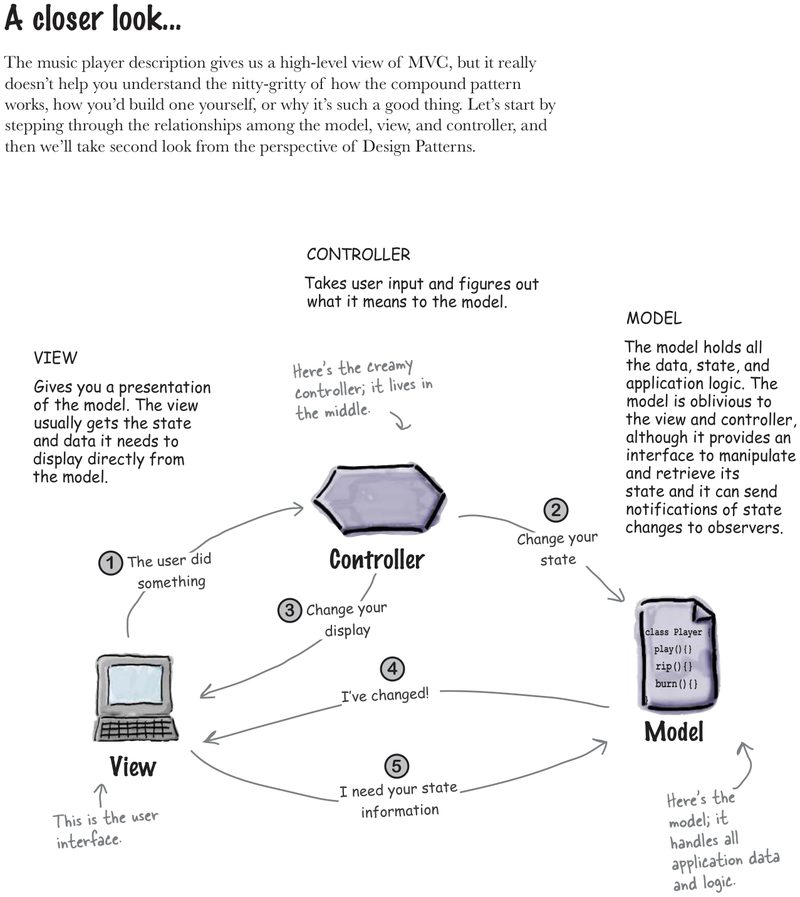 A closer look...
The music player description gives us a high-level view of MVC, but it really
doesn't help you understand the nitty-gritty of how the compound pattern
works, how you'd build one yourself, or why it's such a good thing. Let's start by
stepping through the relationships among the model, view, and controller, and
then we'll take second look from the perspective of Design Patterns.
CONTROLLER
Takes user input and figures out
what it means to the model.
MODEL
The model holds all
the data, state, and
application logic. The
model is oblivious to
the view and controller,
although it provides an
interface to manipulate
and retrieve its
state and it can send
notifications of state
changes to observers.
VIEW
Gives you a presentation
of the model. The view
usually gets the state
and data it needs to
display directly from
the model.
Here's the creamy
controller; it lives in
the middle.
1 The user did
something
Controller
2
Change your
state
3 Change your
display
class Player {
play(){}
rip(){}
burn(){}
4
I've changed!
Model
View
5
I need your state
information
This is the user
interface.
Here's the
model; it
handles all
application data
and logic.